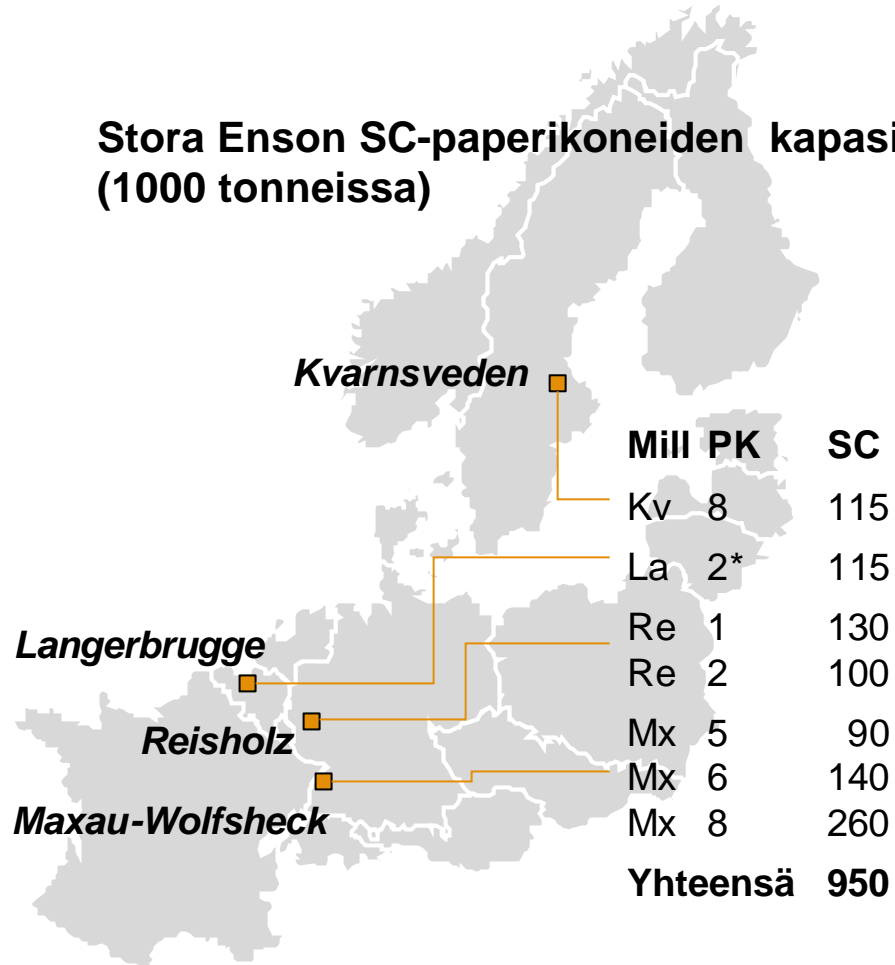 Stora Enson SC-paperikoneiden kapasi
(1000 tonneissa)
Kvarnsveden
Mill PK SC
Kv 8 115
La 2* 115
Re 1 130
Re 2 100
Mx 5 90
Mx 6 140
Mx 8 260
Yhteensä 950
Langerbrugge
Reisholz
Maxau-Wolfsheck